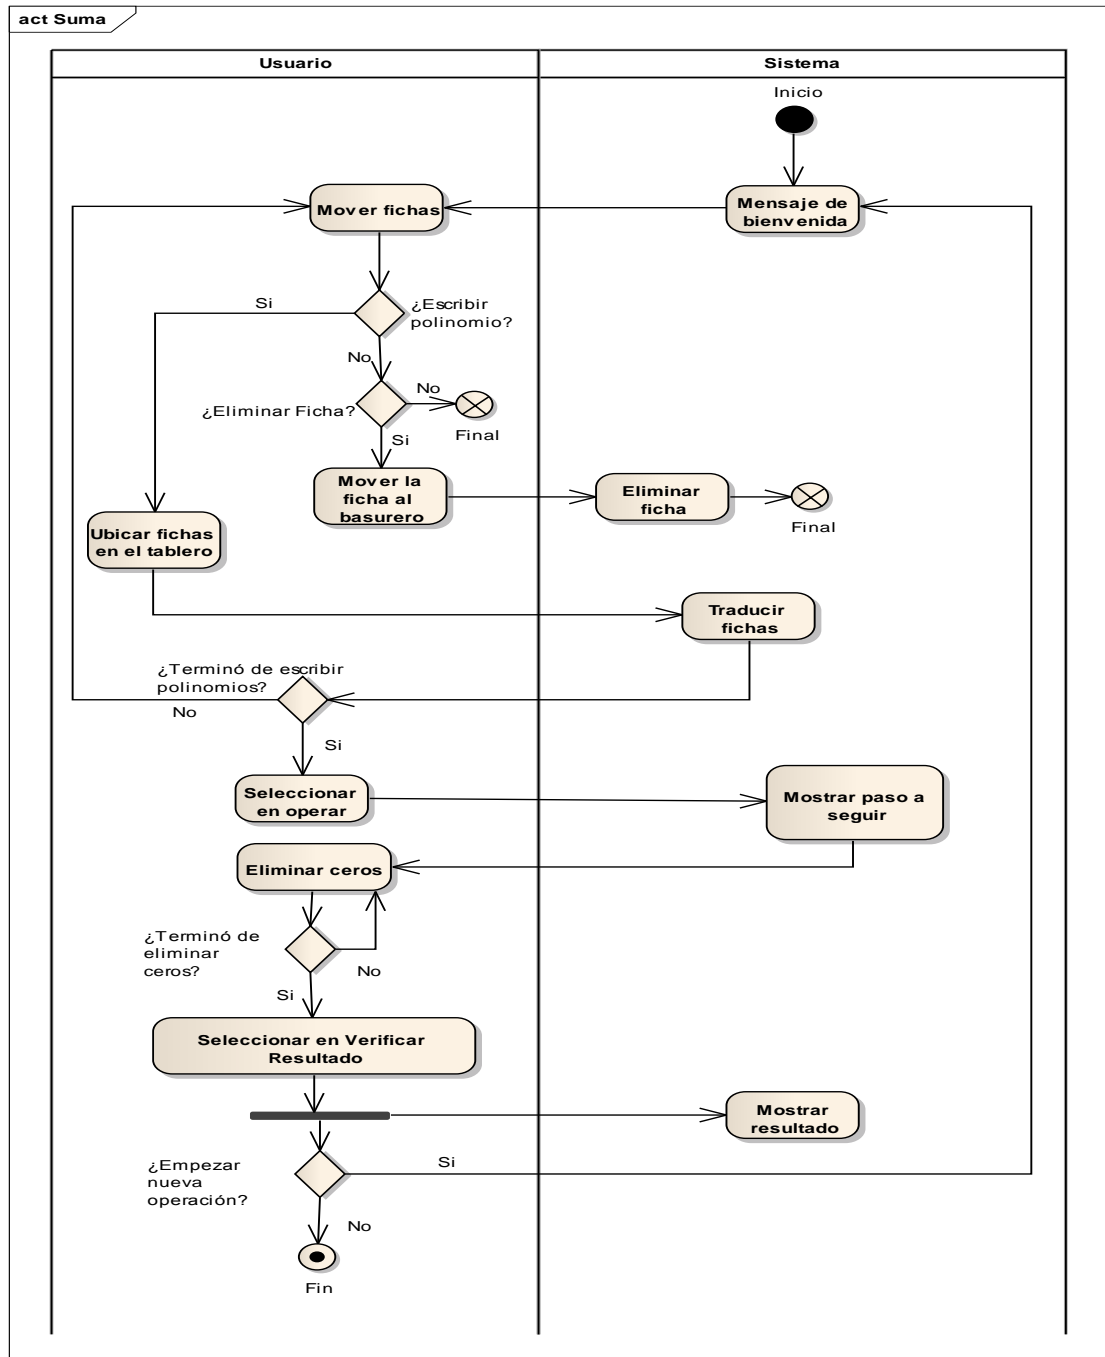 act Suma
Usuario
Sistema
Inicio
Mover fichas
Mensaje de
bienvenida
Si
¿Escribir
polinomio?
No
No
¿Eliminar Ficha?
Final
Si
Mover la
ficha al
basurero
Eliminar
ficha
Final
Ubicar fichas
en el tablero
Traducir
fichas
¿Terminó de escribir
polinomios?
No
Si
Seleccionar
en operar
Mostrar paso a
seguir
Eliminar ceros
¿Terminó de
eliminar
ceros?
No
Si
Seleccionar en Verificar
Resultado
Mostrar
resultado
¿Empezar
nueva
operación?
Si
No
Fin